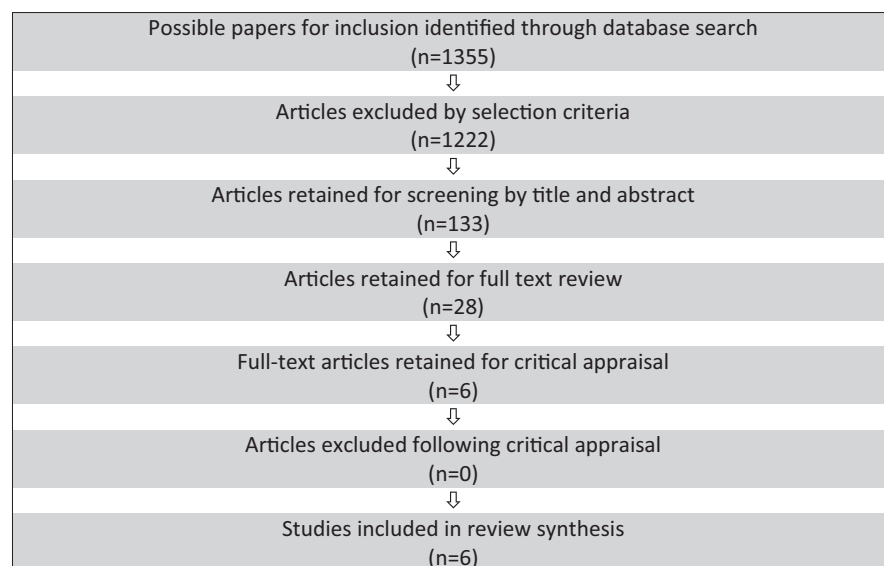 Possible papers for inclusion identified through database search
(n=1355)
⇩
Articles excluded by selection criteria
(n=1222)
⇩
Articles retained for screening by title and abstract
(n=133)
⇩
Articles retained for full text review
(n=28)
⇩
Full-text articles retained for critical appraisal
(n=6)
⇩
Articles excluded following critical appraisal
(n=0)
⇩
Studies included in review synthesis
(n=6)